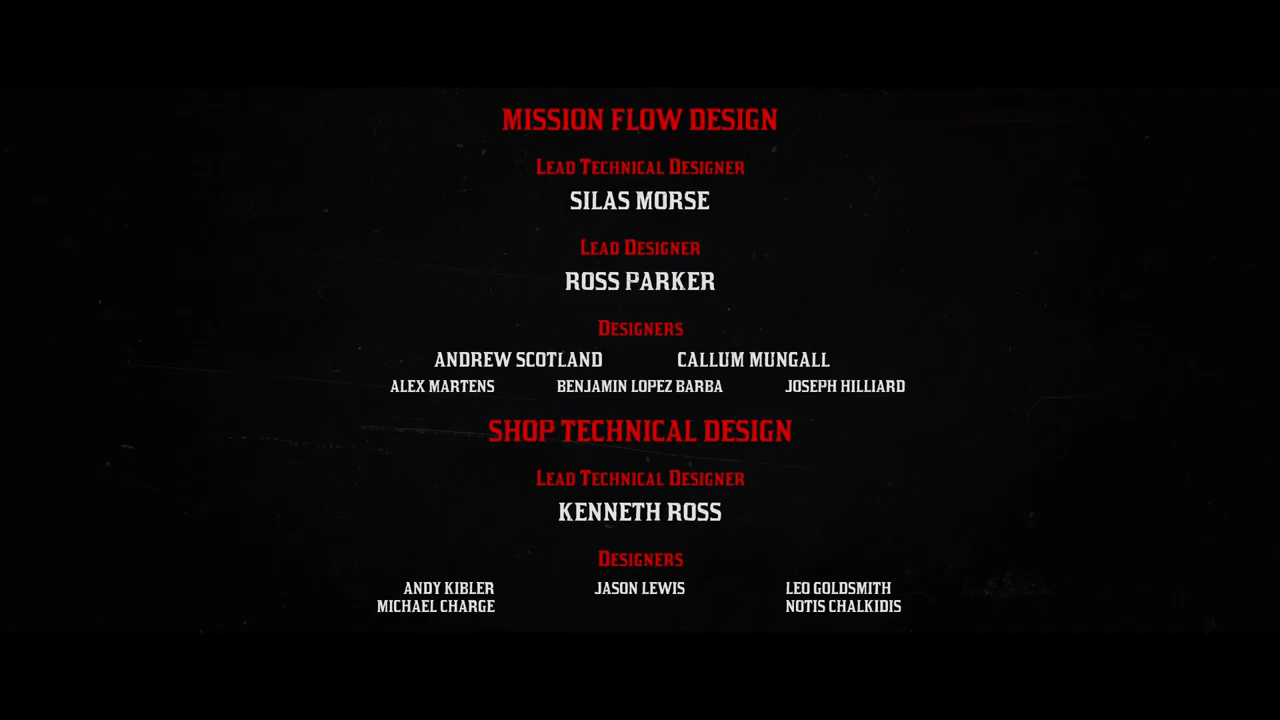 MISSION FLOW DESIGN
Lead Technical Designer
SILAS MORSE
Lead Designer
ROSS PARKER
Designers
ANDREW SCOTLAND CALLUM MUNGALL
ALEX MARTENS BENJAMIN LOPEZ BARBA JOSEPH HILLIARD
SHOP TECHNICAL DESIGN
Lead Technical Designer
KENNETH ROSS
Designers
ANDY KIBLER JASON LEWIS LEO GOLDSMITH
MICHAEL CHARGE NOTIS CHALKIDIS